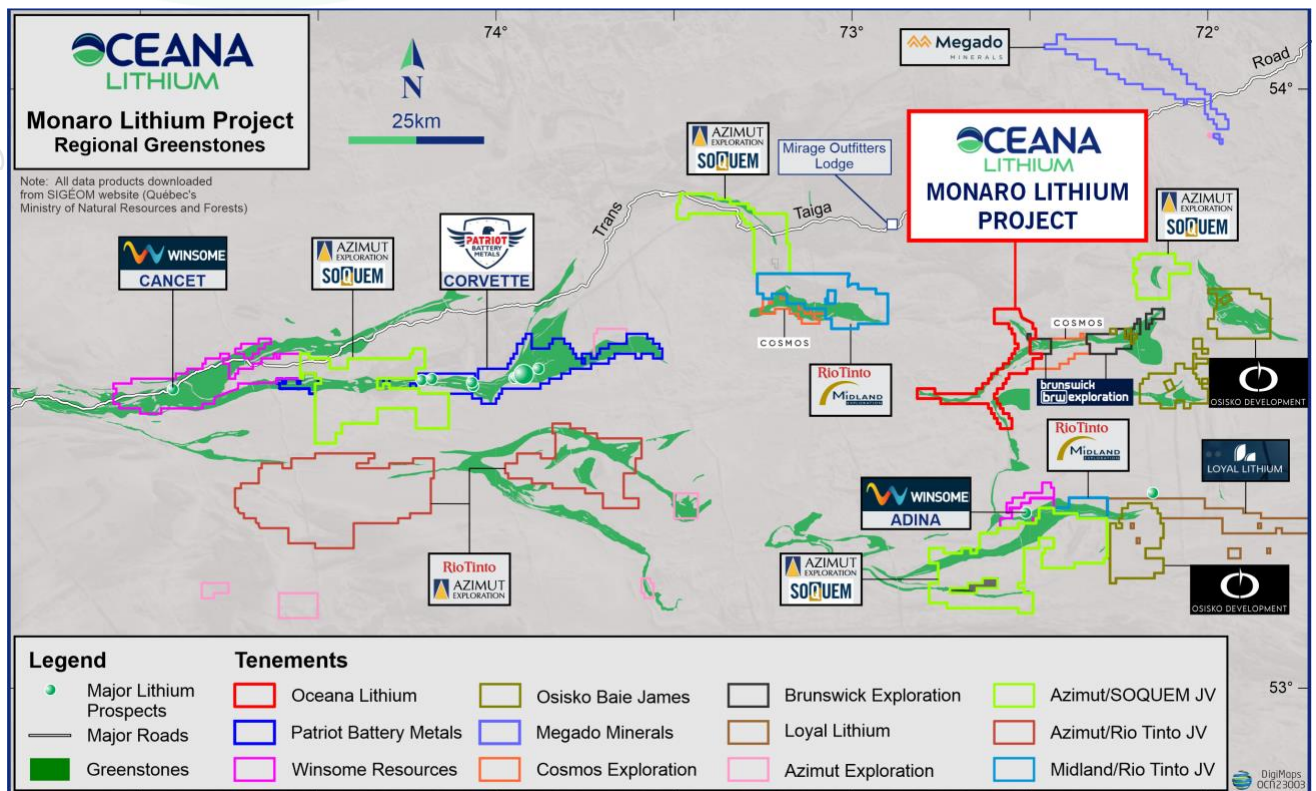 OCEANA
LITHIUM
Monaro Lithium Project
Regional Greenstones
Note: All data products downloaded
from SIGÉOM website (Québec's
Ministry of Natural Resources and Forests)
N
25km
74°
73°
72°
54°
53°
Megado
MINERALS
Road
AZIMUT
EXPLORATION
SOQUEM
Mirage Outfitters
Lodge
Trans
Taiga
OCEANA
LITHIUM
MONARO LITHIUM
PROJECT
AZIMUT
EXPLORATION
SOQUEM
WINSOME
CANCET
AZIMUT
EXPLORATION
SOQUEM
PATRIOT
BATTERY
METALS
CORVETTE
COSMOS
COSMOS
RioTinto
MIDLAND
EXPLORATION
brunswick
brw exploration
OSISKO DEVELOPMENT
RioTinto
MIDLAND
EXPLORATION
LOYAL LITHIUM
WINSOME
ADINA
RioTinto
AZIMUT
EXPLORATION
AZIMUT
EXPLORATION
SOQUEM
OSISKO DEVELOPMENT
Legend
Major Lithium
Prospects
Major Roads
Greenstones
Tenements
Oceana Lithium
Patriot Battery Metals
Winsome Resources
Osisko Baie James
Megado Minerals
Cosmos Exploration
Brunswick Exploration
Loyal Lithium
Azimut Exploration
Azimut/SOQUEM JV
Azimut/Rio Tinto JV
Midland/Rio Tinto JV
DigiMaps
OCN23003